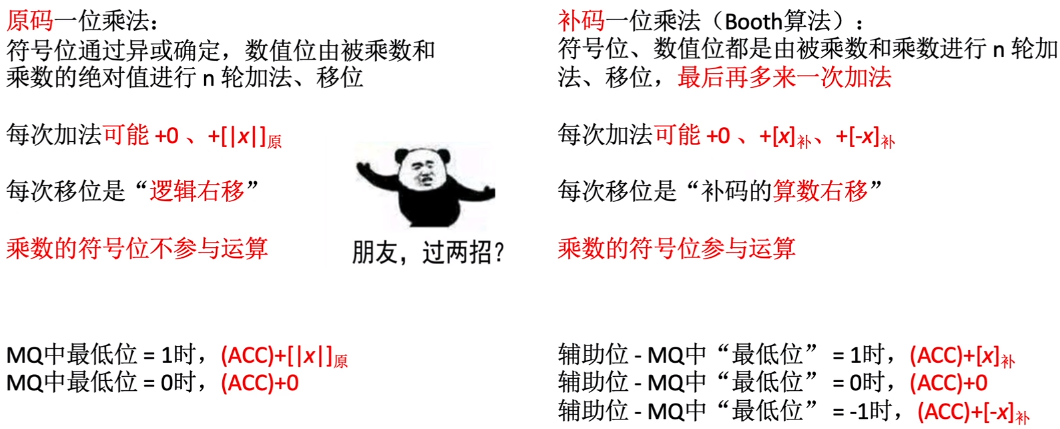 原码一位乘法：
符号位通过异或确定，数值位由被乘数和
乘数的绝对值进行 n 轮加法、移位
每次加法可能 +0 、+[|x|]原
每次移位是“逻辑右移”
乘数的符号位不参与运算
MQ中最低位 = 1时，(ACC)+[|x|]原
MQ中最低位 = 0时，(ACC)+0
朋友，过两招？
补码一位乘法（Booth算法）：
符号位、数值位都是由被乘数和乘数进行 n 轮加
法、移位，最后再多来一次加法
每次加法可能 +0 、+[x]补、+[-x]补
每次移位是“补码的算数右移”
乘数的符号位参与运算
辅助位 - MQ中“最低位” = 1时，(ACC)+[x]补
辅助位 - MQ中“最低位” = 0时，(ACC)+0
辅助位 - MQ中“最低位” = -1时，(ACC)+[-x]补